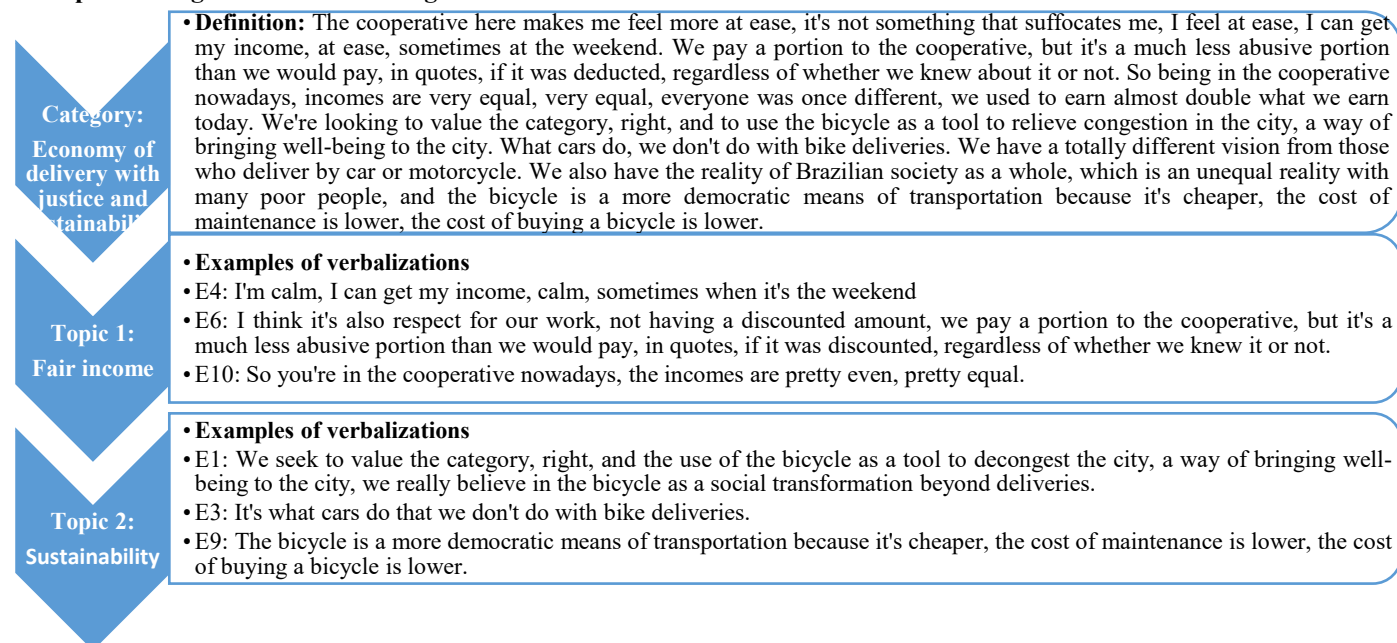 Category:
Economy of
delivery with
justice and
• Definition: The cooperative here makes me feel more at ease, it's not something that suffocates me, I feel at ease, I can get
my income, at ease, sometimes at the weekend. We pay a portion to the cooperative, but it's a much less abusive portion
than we would pay, in quotes, if it was deducted, regardless of whether we knew about it or not. So being in the cooperative
nowadays, incomes are very equal, very equal, everyone was once different, we used to earn almost double what we earn
today. We're looking to value the category, right, and to use the bicycle as a tool to relieve congestion in the city, a way of
bringing well-being to the city. What cars do, we don't do with bike deliveries. We have a totally different vision from those
who deliver by car or motorcycle. We also have the reality of Brazilian society as a whole, which is an unequal reality with
many poor people, and the bicycle is a more democratic means of transportation because it's cheaper, the cost of
maintenance is lower, the cost of buying a bicycle is lower.
Topic 1:
Fair income
• Examples of verbalizations
• E4: I'm calm, I can get my income, calm, sometimes when it's the weekend
• E6: I think it's also respect for our work, not having a discounted amount, we pay a portion to the cooperative, but it's a
much less abusive portion than we would pay, in quotes, if it was discounted, regardless of whether we knew it or not.
• E10: So you're in the cooperative nowadays, the incomes are pretty even, pretty equal.
Topic 2:
Sustainability
• Examples of verbalizations
• E1: We seek to value the category, right, and the use of the bicycle as a tool to decongest the city, a way of bringing well-
being to the city, we really believe in the bicycle as a social transformation beyond deliveries.
• E3: It's what cars do that we don't do with bike deliveries.
• E9: The bicycle is a more democratic means of transportation because it's cheaper, the cost of maintenance is lower, the cost
of buying a bicycle is lower.